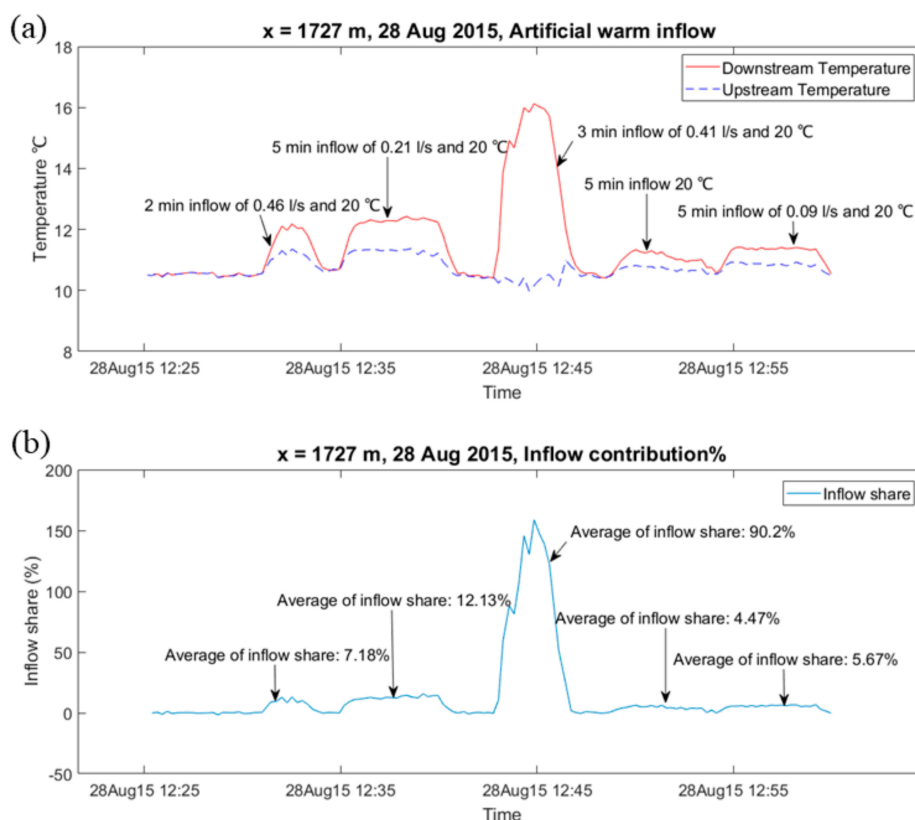 (a)
x = 1727 m, 28 Aug 2015, Artificial warm inflow
18
16
14
12
10
8
Temperature ℃
Downstream Temperature
Upstream Temperature
3 min inflow of 0.41 l/s and 20 ℃
5 min inflow of 0.21 l/s and 20 ℃
5 min inflow 20 ℃
2 min inflow of 0.46 l/s and 20 ℃
5 min inflow of 0.09 l/s and 20 ℃
28Aug15 12:25
28Aug15 12:35
28Aug15 12:45
28Aug15 12:55
Time
(b)
x = 1727 m, 28 Aug 2015, Inflow contribution%
200
150
100
50
0
-50
Inflow share (%)
Inflow share
Average of inflow share: 90.2%
Average of inflow share: 12.13%
Average of inflow share: 4.47%
Average of inflow share: 7.18%
Average of inflow share: 5.67%
28Aug15 12:25
28Aug15 12:35
28Aug15 12:45
28Aug15 12:55
Time